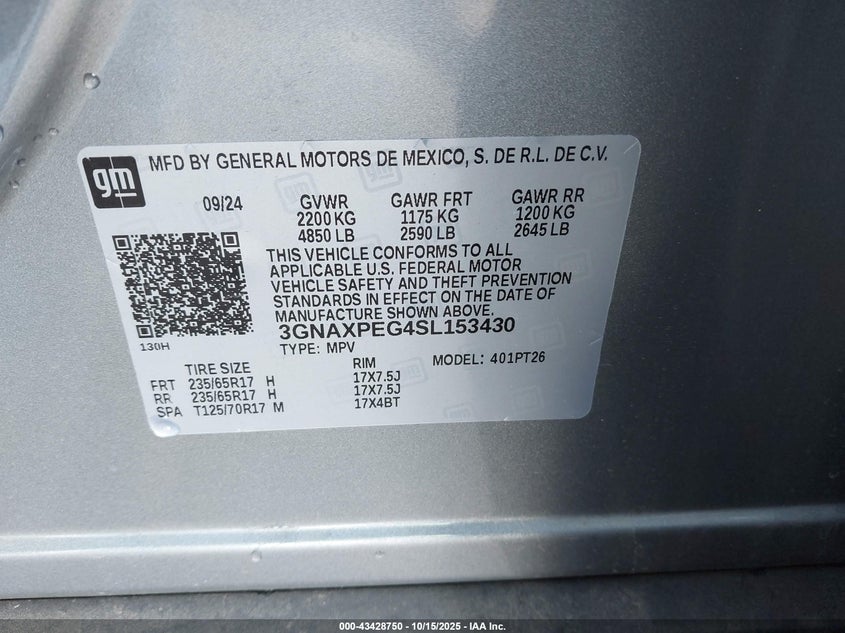 gm
MFD BY GENERAL MOTORS DE MEXICO, S. DE R.L. DE C.V.
09/24 GVWR GAWR FRT GAWR RR
2200 KG 1175 KG 1200 KG
4850 LB 2590 LB 2645 LB
THIS VEHICLE CONFORMS TO ALL
APPLICABLE U.S. FEDERAL MOTOR
VEHICLE SAFETY AND THEFT PREVENTION
STANDARDS IN EFFECT ON THE DATE OF
MANUFACTURE SHOWN ABOVE.
3GNAXPEG4SL153430
130H
TYPE: MPV MODEL: 401PT26
TIRE SIZE RIM
FRT 235/65R17 H 17X7.5J
RR 235/65R17 H 17X7.5J
SPA T125/70R17 M 17X4BT
000-43428750 | 10/15/2025 - IAA Inc.